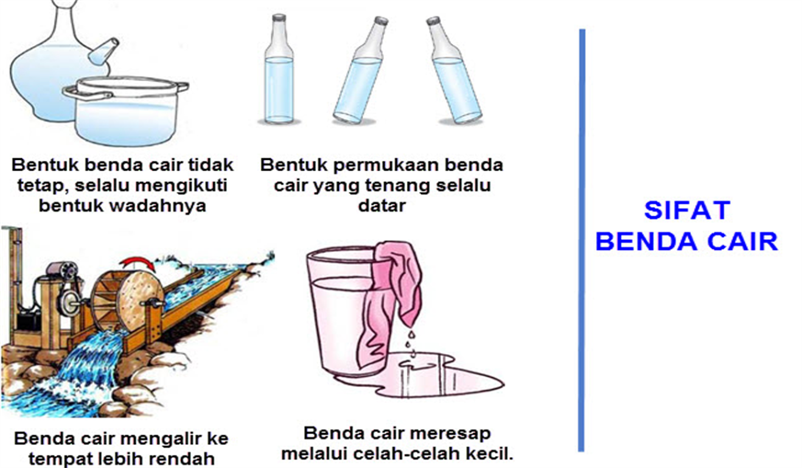 Bentuk benda cair tidak
tetap, selalu mengikuti
bentuk wadahnya
Bentuk permukaan benda
cair yang tenang selalu
datar
Benda cair mengalir ke
tempat lebih rendah
Benda cair meresap
melalui celah-celah kecil.
SIFAT
BENDA CAIR